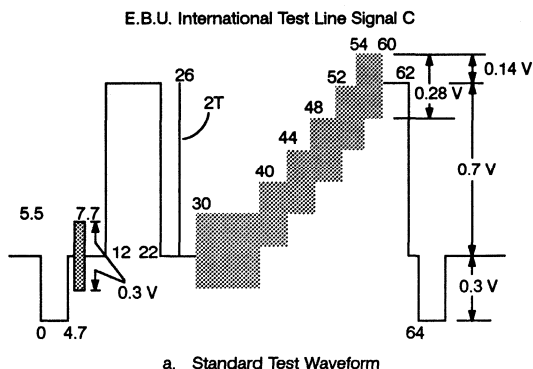 E.B.U. International Test Line Signal C
54 60
26
52
62
0.14 V
0.28 V
2T
48
44
0.7 V
40
30
5.5
7.7
12 22
0.3 V
0.3 V
0 4.7
64
a. Standard Test Waveform